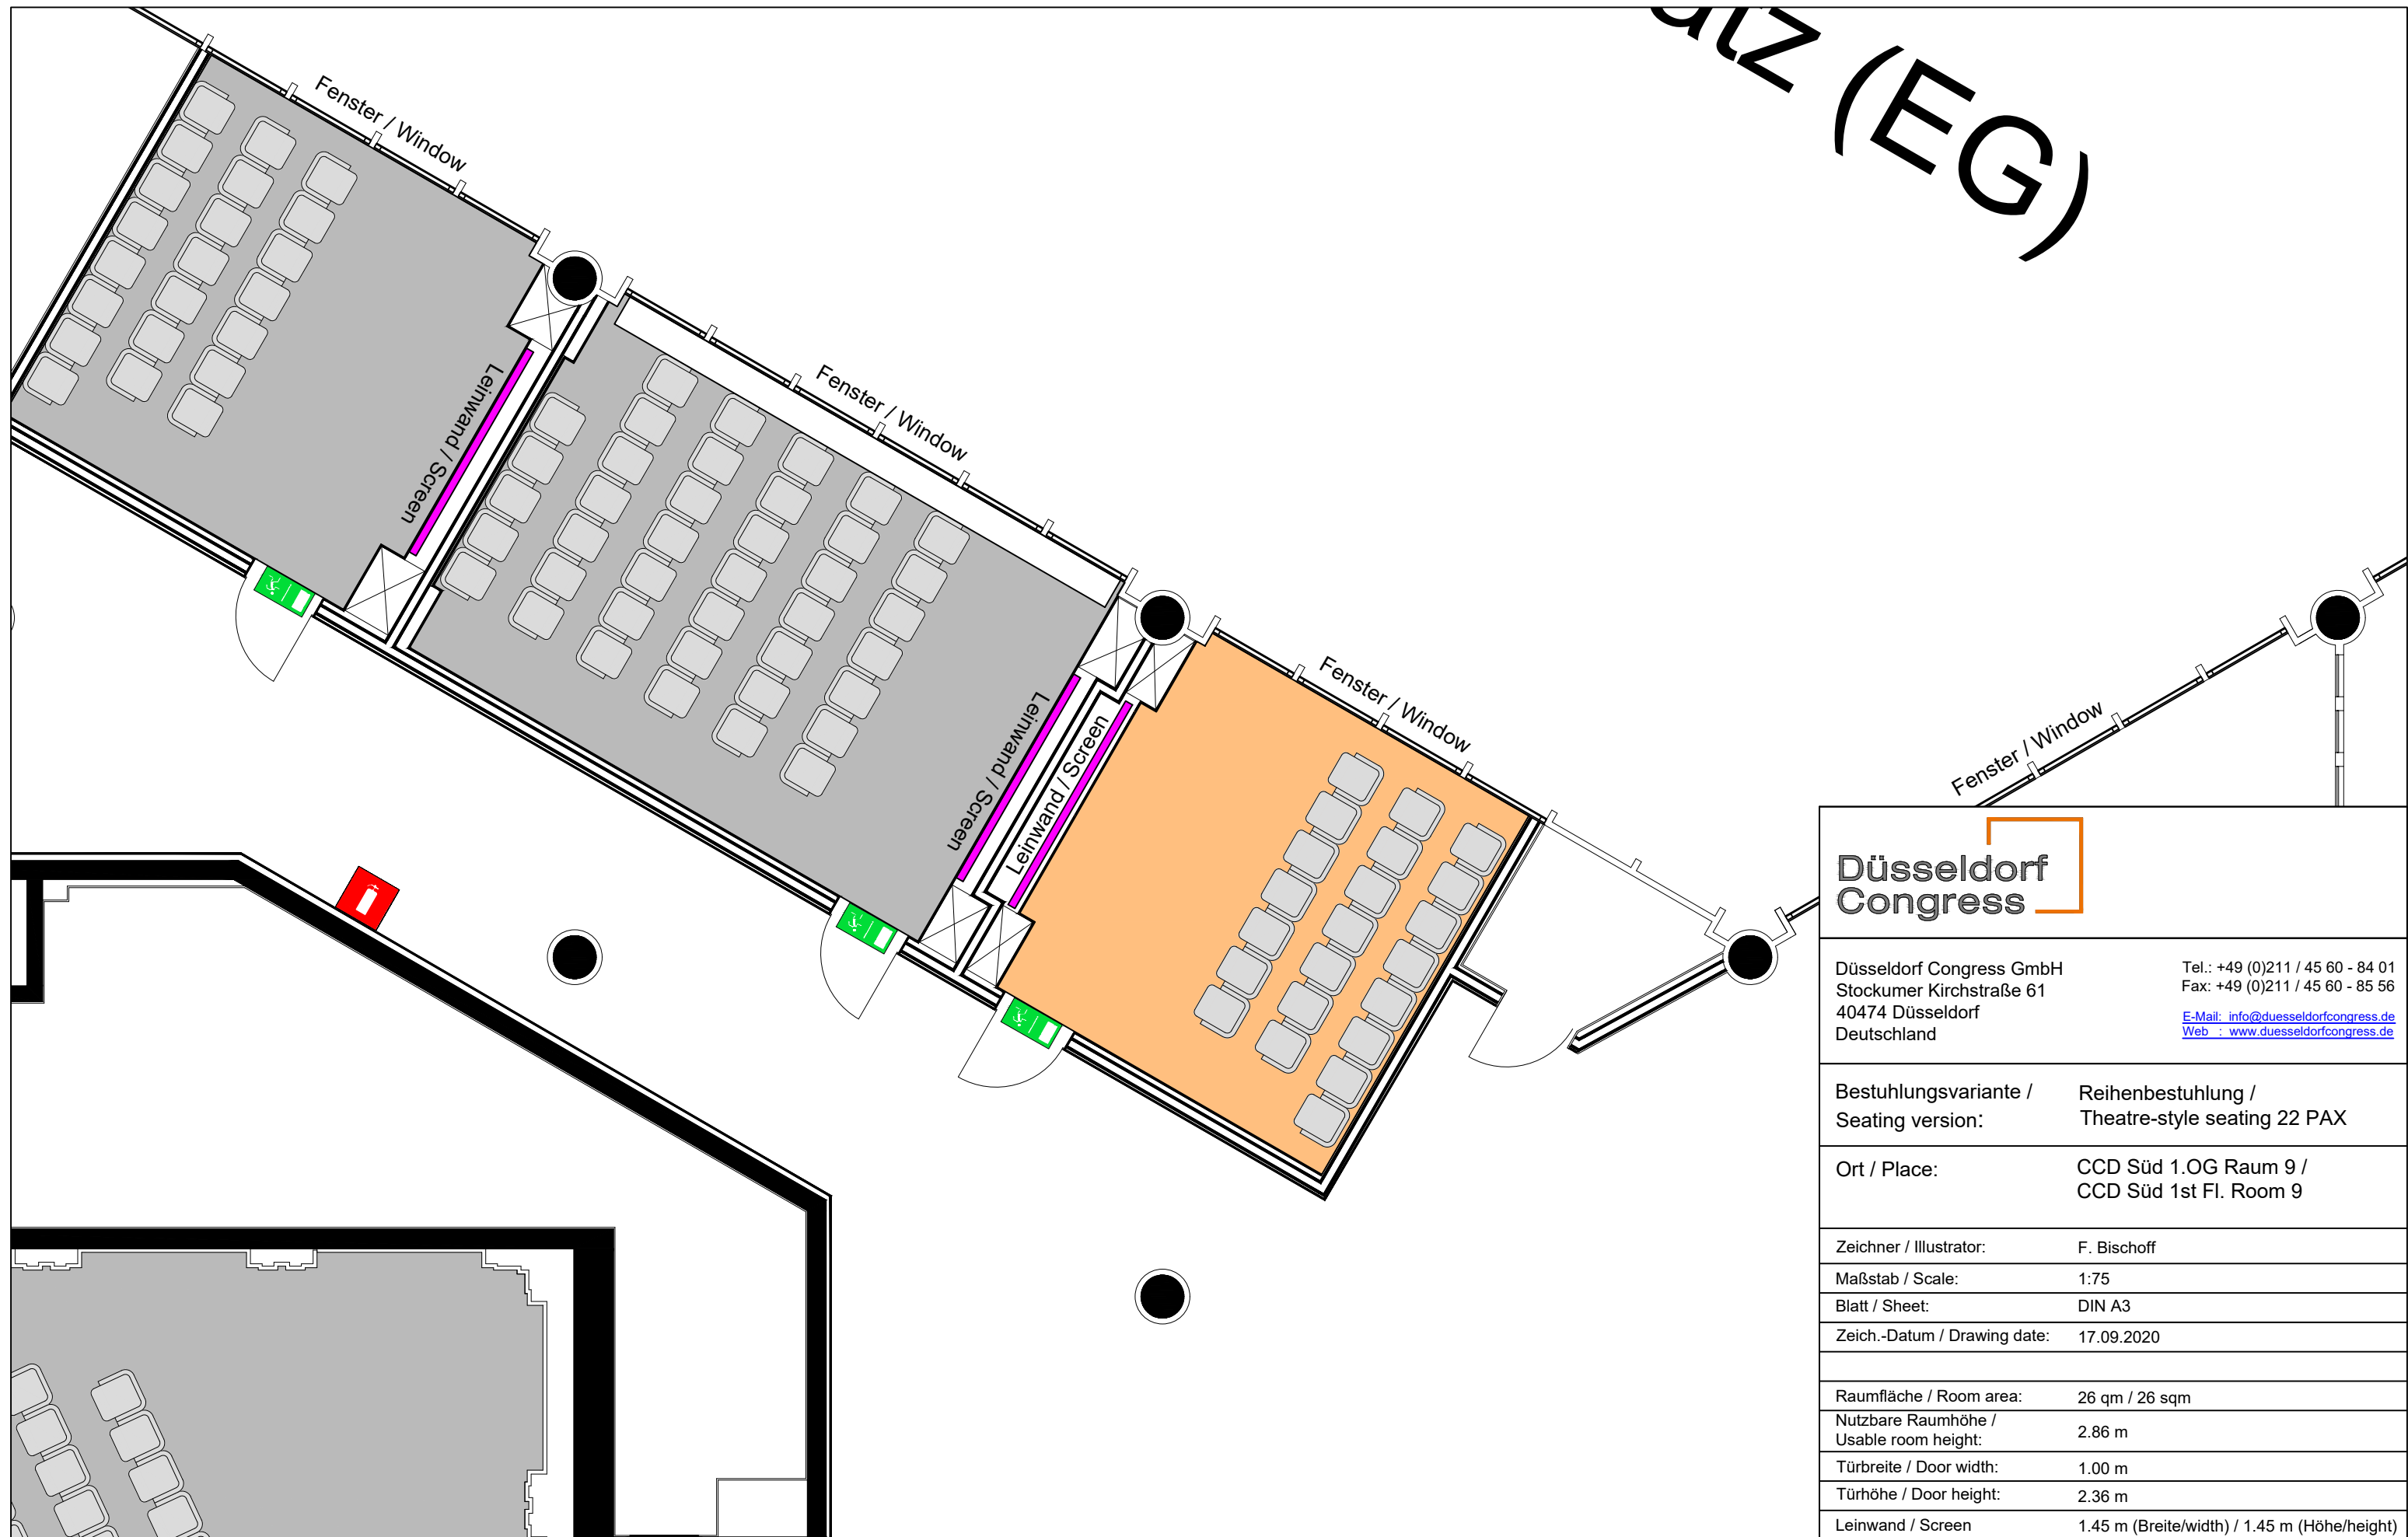 atz (EG)
Fenster / Window
Leinwand / Screen
Fenster / Window
Leinwand / Screen
Leinwand / Screen
Fenster / Window
Fenster / Window
Düsseldorf
Congress
Düsseldorf Congress GmbH
Stockumer Kirchstraße 61
40474 Düsseldorf
Deutschland
Tel.: +49 (0)211 / 45 60 - 84 01
Fax: +49 (0)211 / 45 60 - 85 56
E-Mail: info@duesseldorfcongress.de
Web : www.duesseldorfcongress.de
Bestuhlungsvariante / Reihenbestuhlung /
Seating version: Theatre-style seating 22 PAX
Ort / Place: CCD Süd 1.OG Raum 9 /
CCD Süd 1st Fl. Room 9
Zeichner / Illustrator: F. Bischoff
Maßstab / Scale: 1:75
Blatt / Sheet: DIN A3
Zeich.-Datum / Drawing date: 17.09.2020
Raumfläche / Room area: 26 qm / 26 sqm
Nutzbare Raumhöhe /
Usable room height: 2.86 m
Türbreite / Door width: 1.00 m
Türhöhe / Door height: 2.36 m
Leinwand / Screen 1.45 m (Breite/width) / 1.45 m (Höhe/height)